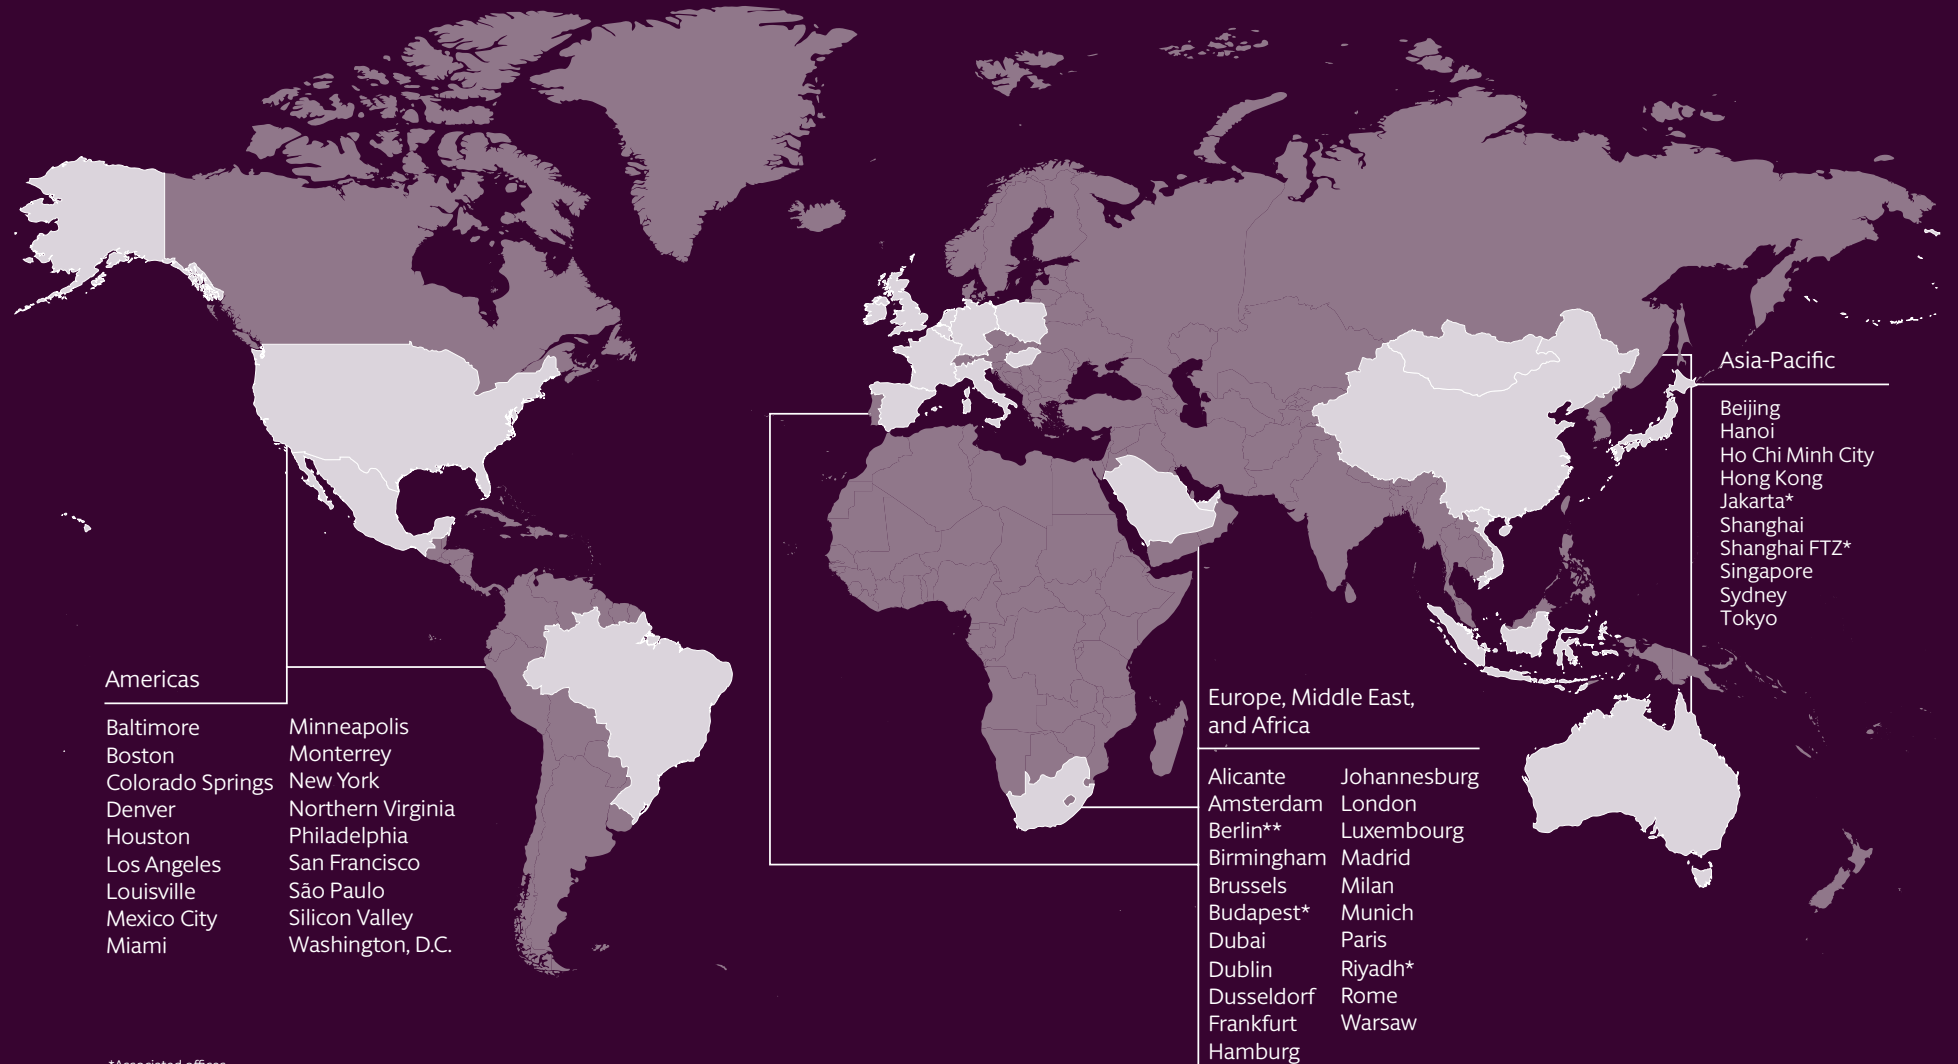 Asia-Pacific
Beijing
Hanoi
Ho Chi Minh City
Hong Kong
Jakarta*
Shanghai
Shanghai FTZ*
Singapore
Sydney
Tokyo
Americas
Baltimore
Boston
Colorado Springs
Denver
Houston
Los Angeles
Louisville
Mexico City
Miami
Minneapolis
Monterrey
New York
Northern Virginia
Philadelphia
San Francisco
São Paulo
Silicon Valley
Washington, D.C.
Europe, Middle East,
and Africa
Alicante
Amsterdam
Berlin**
Birmingham
Brussels
Budapest*
Dubai
Dublin
Dusseldorf
Frankfurt
Hamburg
Johannesburg
London
Luxembourg
Madrid
Milan
Munich
Paris
Riyadh*
Rome
Warsaw
*Associated offices